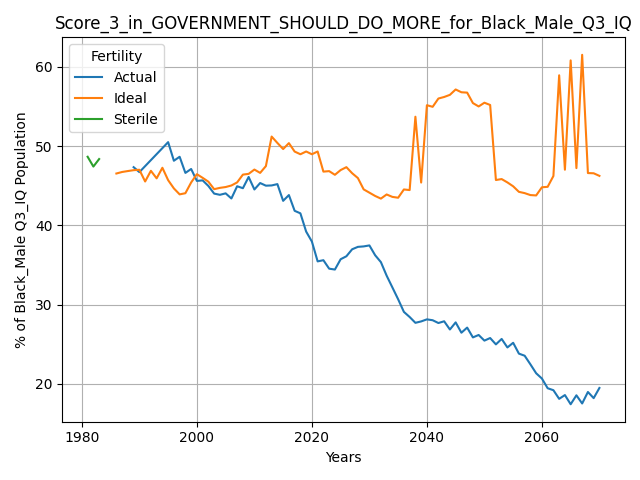 Score_3_in_GOVERNMENT_SHOULD_DO_MORE_for_Black_Male_Q3_IQ
Fertility
Actual
Ideal
Sterile
60
50
40
30
20
% of Black_Male Q3_IQ Population
1980
2000
2020
2040
2060
Years